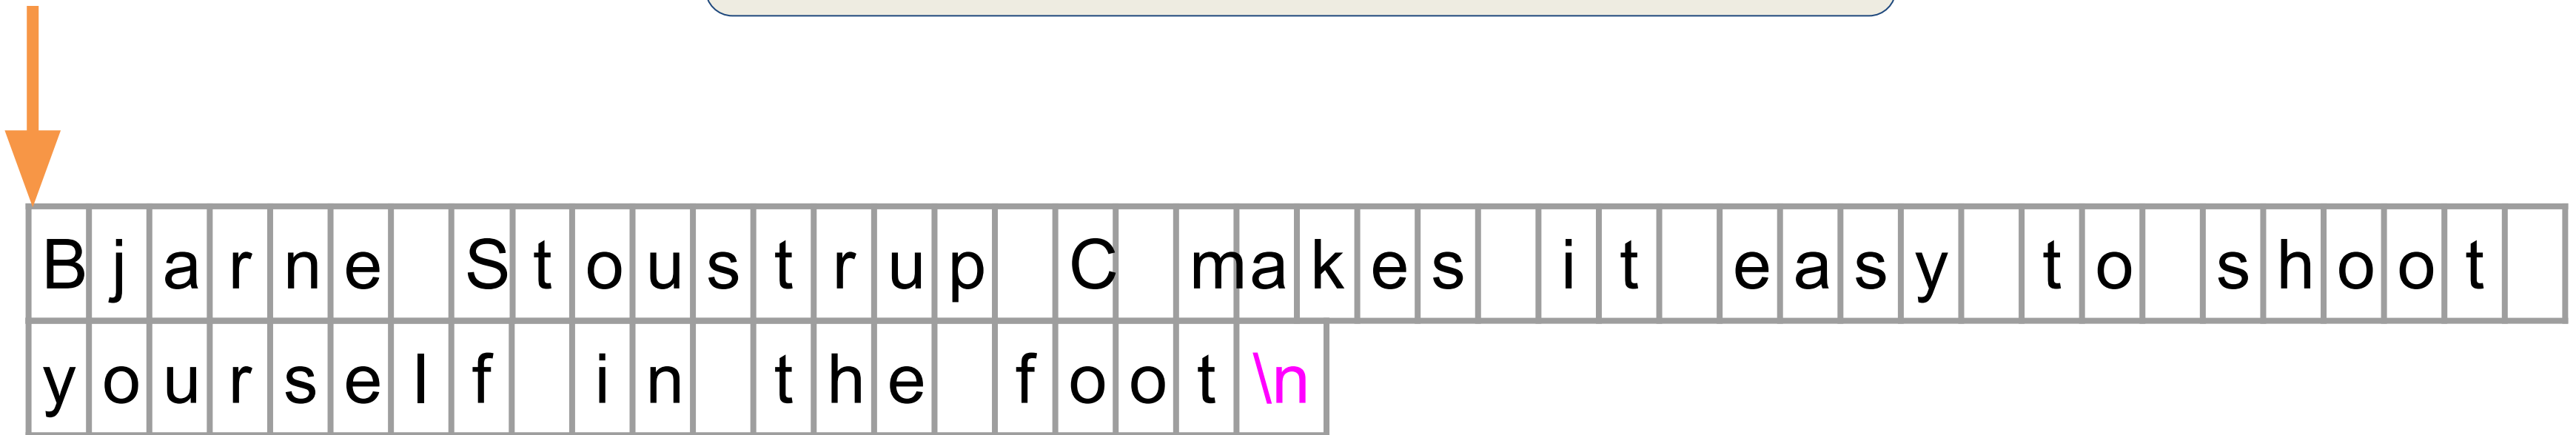 Bjarne Stoustrup C makes it easy to shoot
yourself in the foot\n